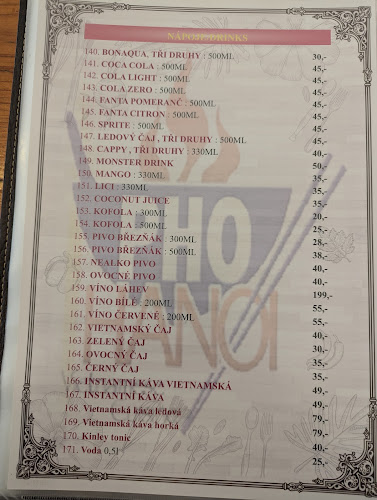 NÁPOJE/DRINKS
140. BONAQUA, TŘI DRUHY : 500ML 30,-
141. COCA COLA : 500ML 45,-
142. COLA LIGHT : 500ML 45,-
143. COLA ZERO : 500ML 45,-
144. FANTA POMERANČ : 500ML 45,-
145. FANTA CITRON : 500ML 45,-
146. SPRITE : 500ML 45,-
147. LEDOVÝ ČAJ , TŘI DRUHY : 500ML 45,-
148. CAPPY , TŘI DRUHY : 330ML 40,-
149. MONSTER DRINK 50,-
150. MANGO : 330ML 35,-
151. LICI : 330ML 35,-
152. COCONUT JUICE 35,-
153. KOFOLA : 300ML 20,-
154. KOFOLA : 500ML 25,-
155. PIVO BŘEZŇÁK : 300ML 28,-
156. PIVO BŘEZŇÁK : 500ML 38,-
157. NEALKO PIVO 40,-
158. OVOCNÉ PIVO 40,-
159. VÍNO LÁHEV 199,-
160. VÍNO BÍLÉ : 200ML 55,-
161. VÍNO ČERVENÉ : 200ML 55,-
162. VIETNAMSKÝ ČAJ 40,-
163. ZELENÝ ČAJ 35,-
164. OVOTNÝ ČAJ 40,-
165. ČERNÝ ČAJ 35,-
166. INSTANTNÍ KÁVA VIETNAMSKÁ 49,-
167. INSTANTNÍ KÁVA 49,-
168. Vietnamská káva ledová 79,-
169. Vietnamská káva horká 79,-
170. Kinley tonic 40,-
171. Voda 0,5l 25,-
HO
ANOI